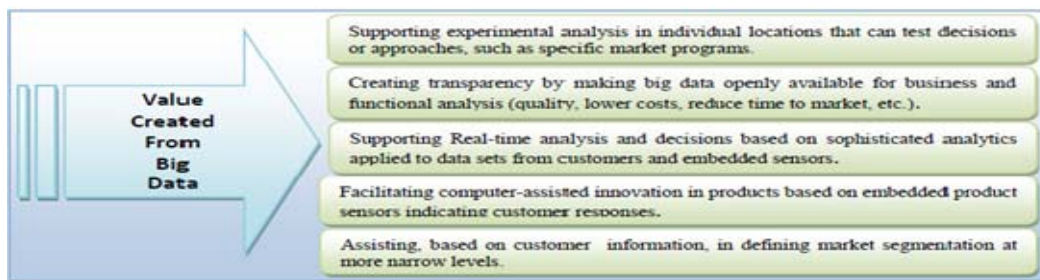 Value
Created
From
Big
Data
Supporting experimental analysis in individual locations that can test decisions
or approaches, such as specific market programs.
Creating transparency by making big data openly available for business and
functional analysis (quality, lower costs, reduce time to market, etc.).
Supporting Real-time analysis and decisions based on sophisticated analytics
applied to data sets from customers and embedded sensors.
Facilitating computer-assisted innovation in products based on embedded product
sensors indicating customer responses.
Assisting, based on customer information, in defining market segmentation at
more narrow levels.